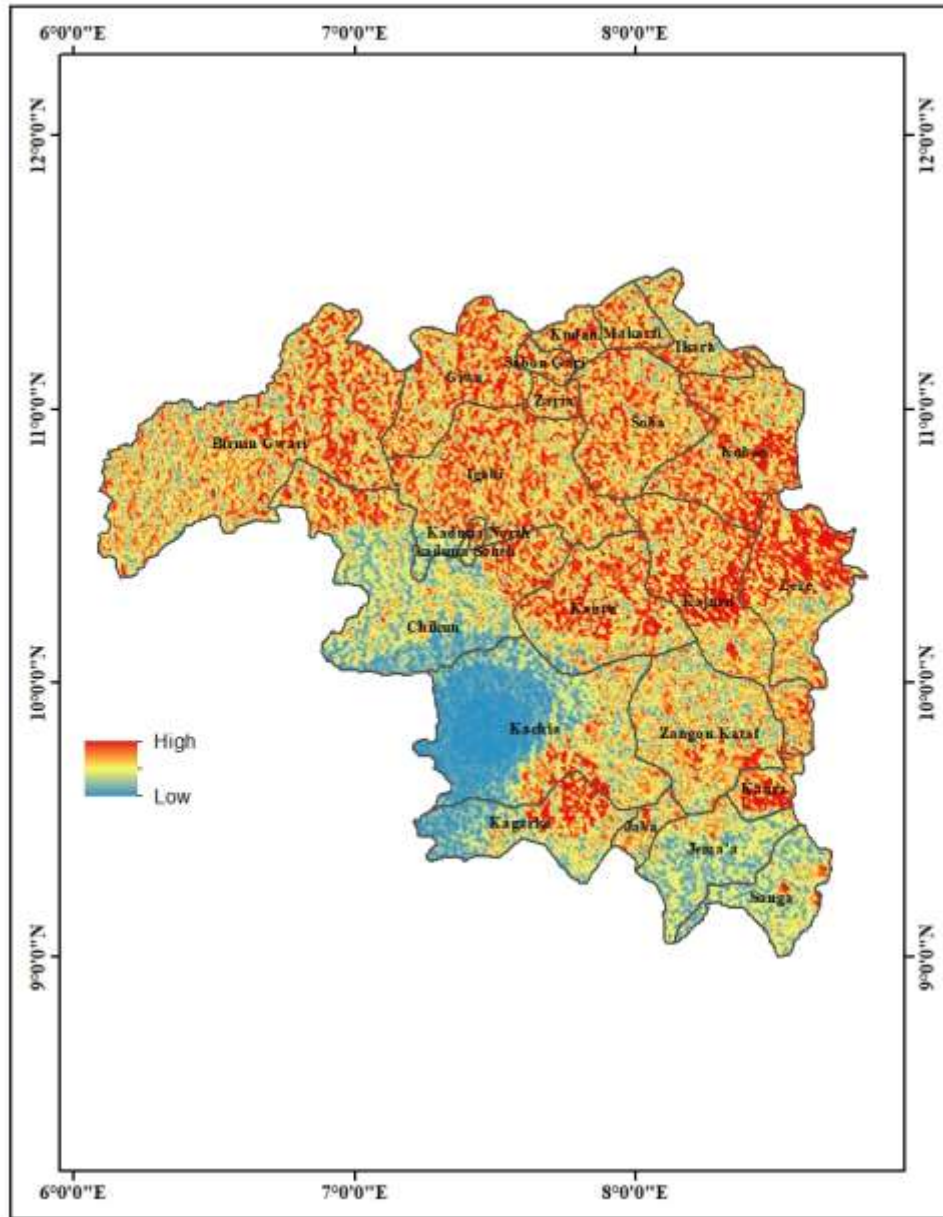 6°0'0"E 7°0'0"E 8°0'0"E
12°0'0"N 12°0'0"N
Kudan Makarfi
Ikara
Sabon Gari
Giwa
Zaria
11°0'0"N 11°0'0"N
Soba
Birnin Gwari
Kubau
Igabi
Kaduna North
kaduna South
Lere
Kajuru
Kauru
Chikun
10°0'0"N 10°0'0"N
Kachia
Zangon Kataf
High
Kaura
Low
Kagarko
Jaba
Jema'a
Sanga
9°0'0"N 9°0'0"N
6°0'0"E 7°0'0"E 8°0'0"E